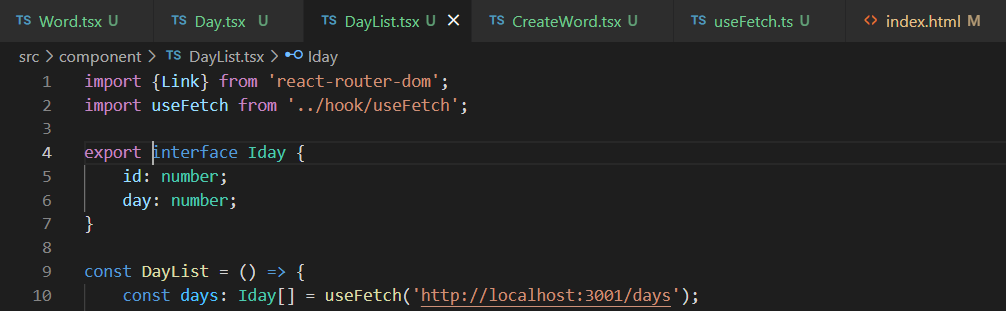 TS Word.tsx U TS Day.tsx U TS DayList.tsx U × TS CreateWord.tsx U TS useFetch.ts U <> index.html M
src > component > TS DayList.tsx > Iday
1 import {Link} from 'react-router-dom';
2 import useFetch from '../hook/useFetch';
3
4 export interface Iday {
5 id: number;
6 day: number;
7 }
8
9 const DayList = () => {
10 const days: Iday[] = useFetch('http://localhost:3001/days');